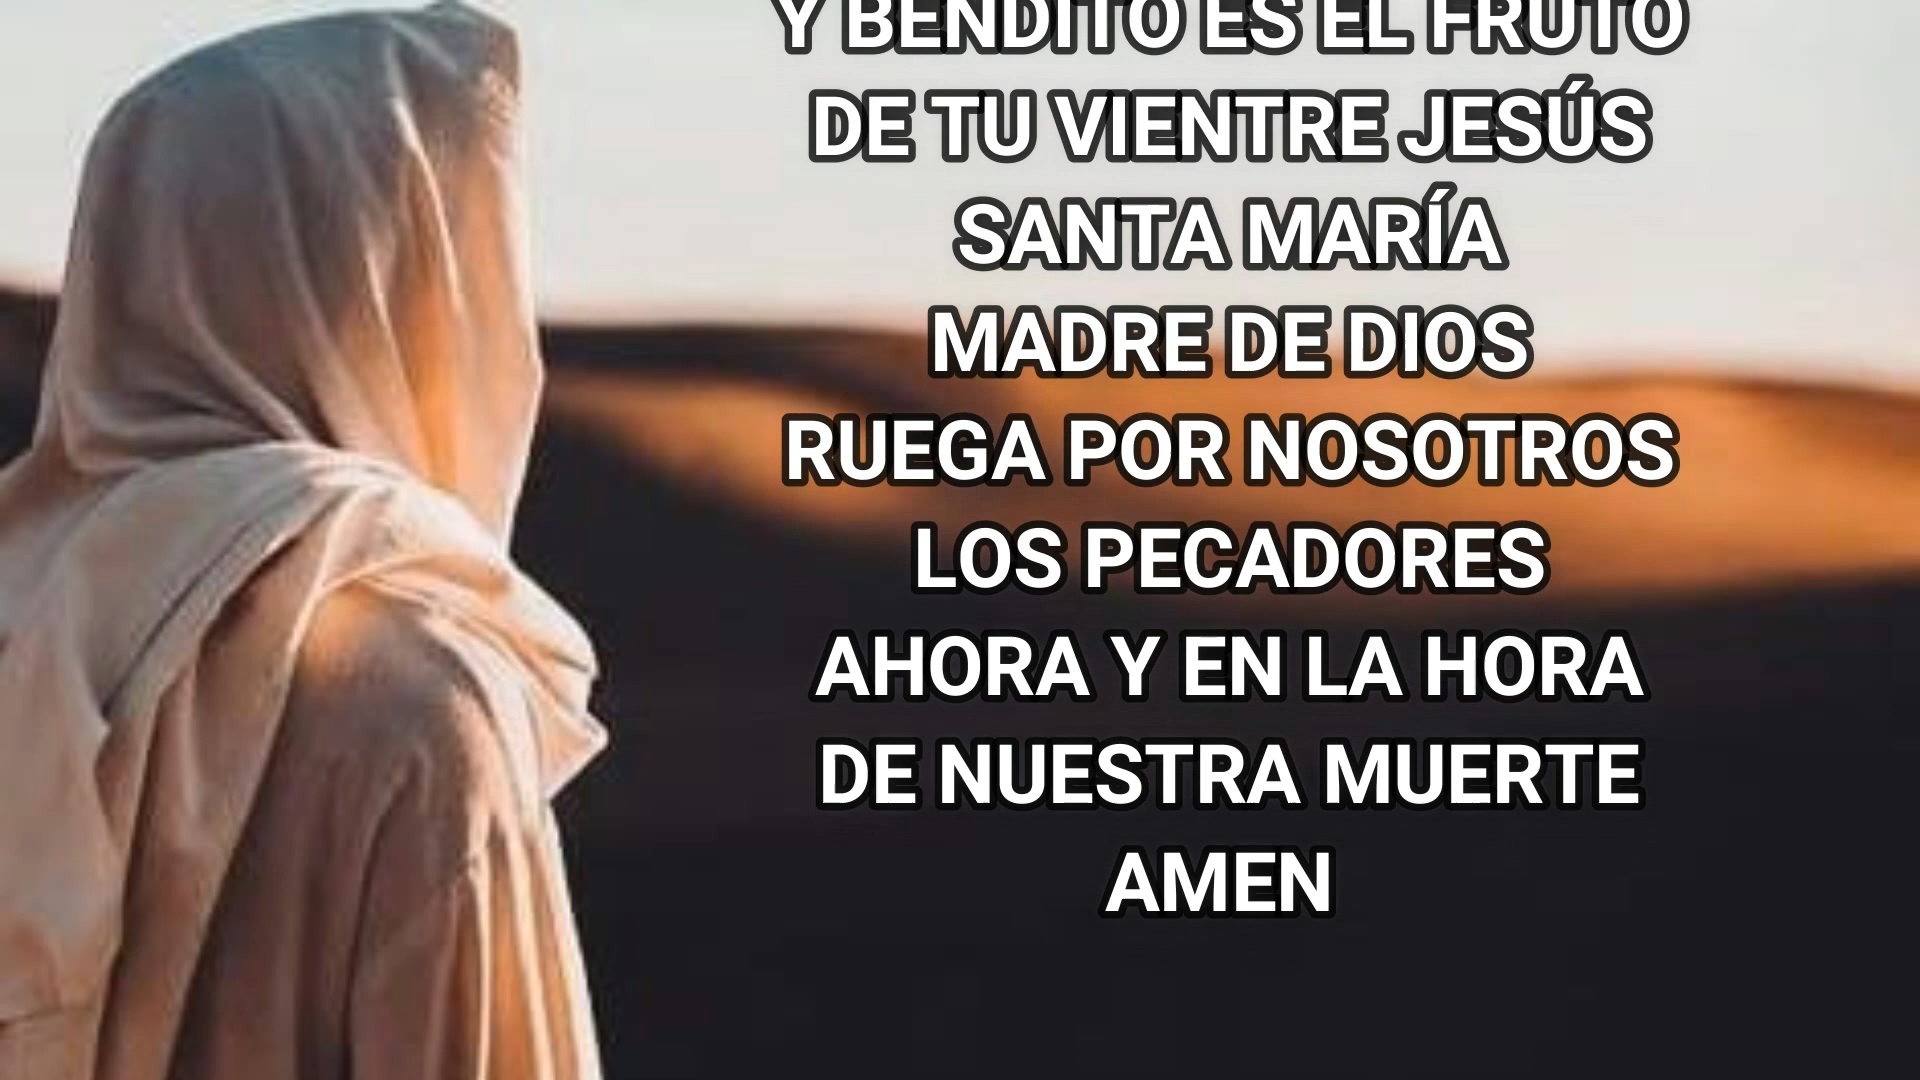 Y BENDITO ES EL FRUTO
DE TU VIENTRE JESÚS
SANTA MARÍA
MADRE DE DIOS
RUEGA POR NOSOTROS
LOS PECADORES
AHORA Y EN LA HORA
DE NUESTRA MUERTE
AMEN